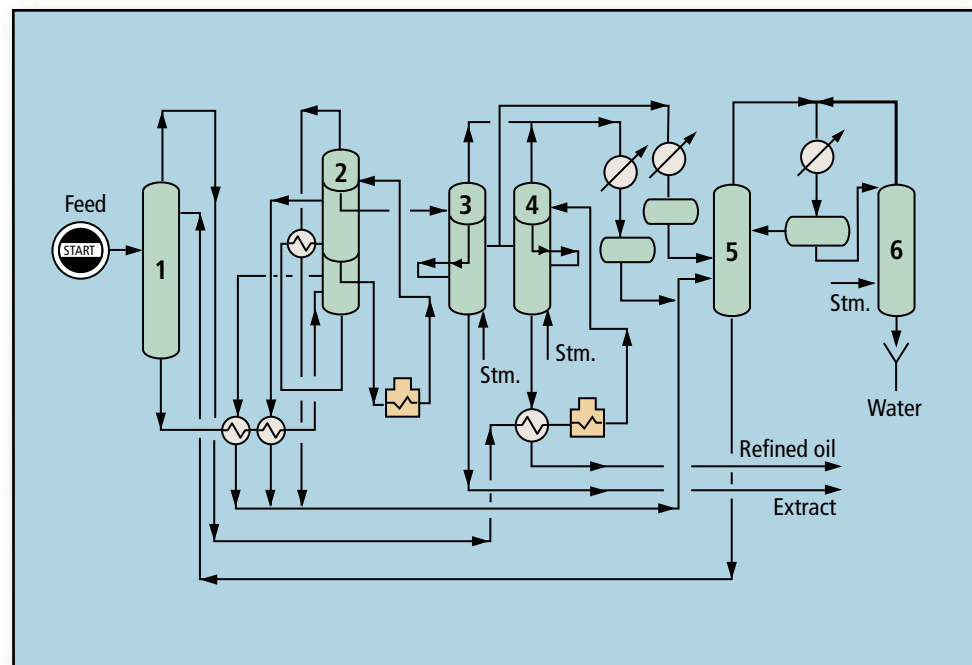 Feed
START
1
2
3
4
5
6
Stm.
Stm.
Stm.
Water
Refined oil
Extract